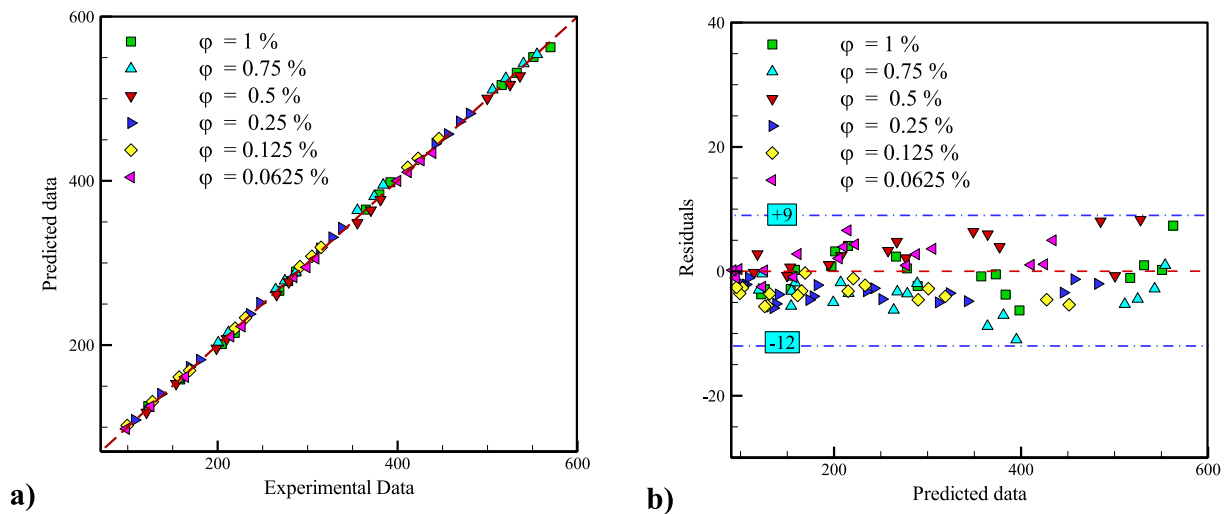 600
400
200
200
400
600
Predicted data
Experimental Data
φ = 1 %
φ = 0.75 %
φ = 0.5 %
φ = 0.25 %
φ = 0.125 %
φ = 0.0625 %
a)
40
20
0
-20
200
400
600
Residuals
Predicted data
φ = 1 %
φ = 0.75 %
φ = 0.5 %
φ = 0.25 %
φ = 0.125 %
φ = 0.0625 %
+9
-12
b)